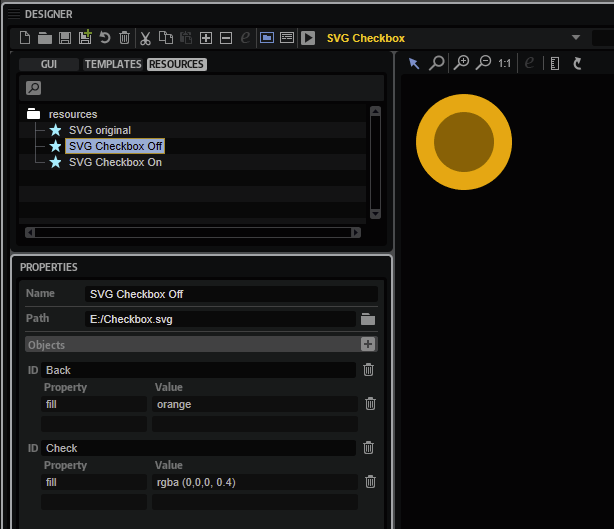 DESIGNER
SVG Checkbox
GUI TEMPLATES RESOURCES
1:1
resources
SVG original
SVG Checkbox Off
SVG Checkbox On
PROPERTIES
Name SVG Checkbox Off
Path E:/Checkbox.svg
Objects
ID Back
Property Value
fill orange
ID Check
Property Value
fill rgba (0,0,0, 0.4)